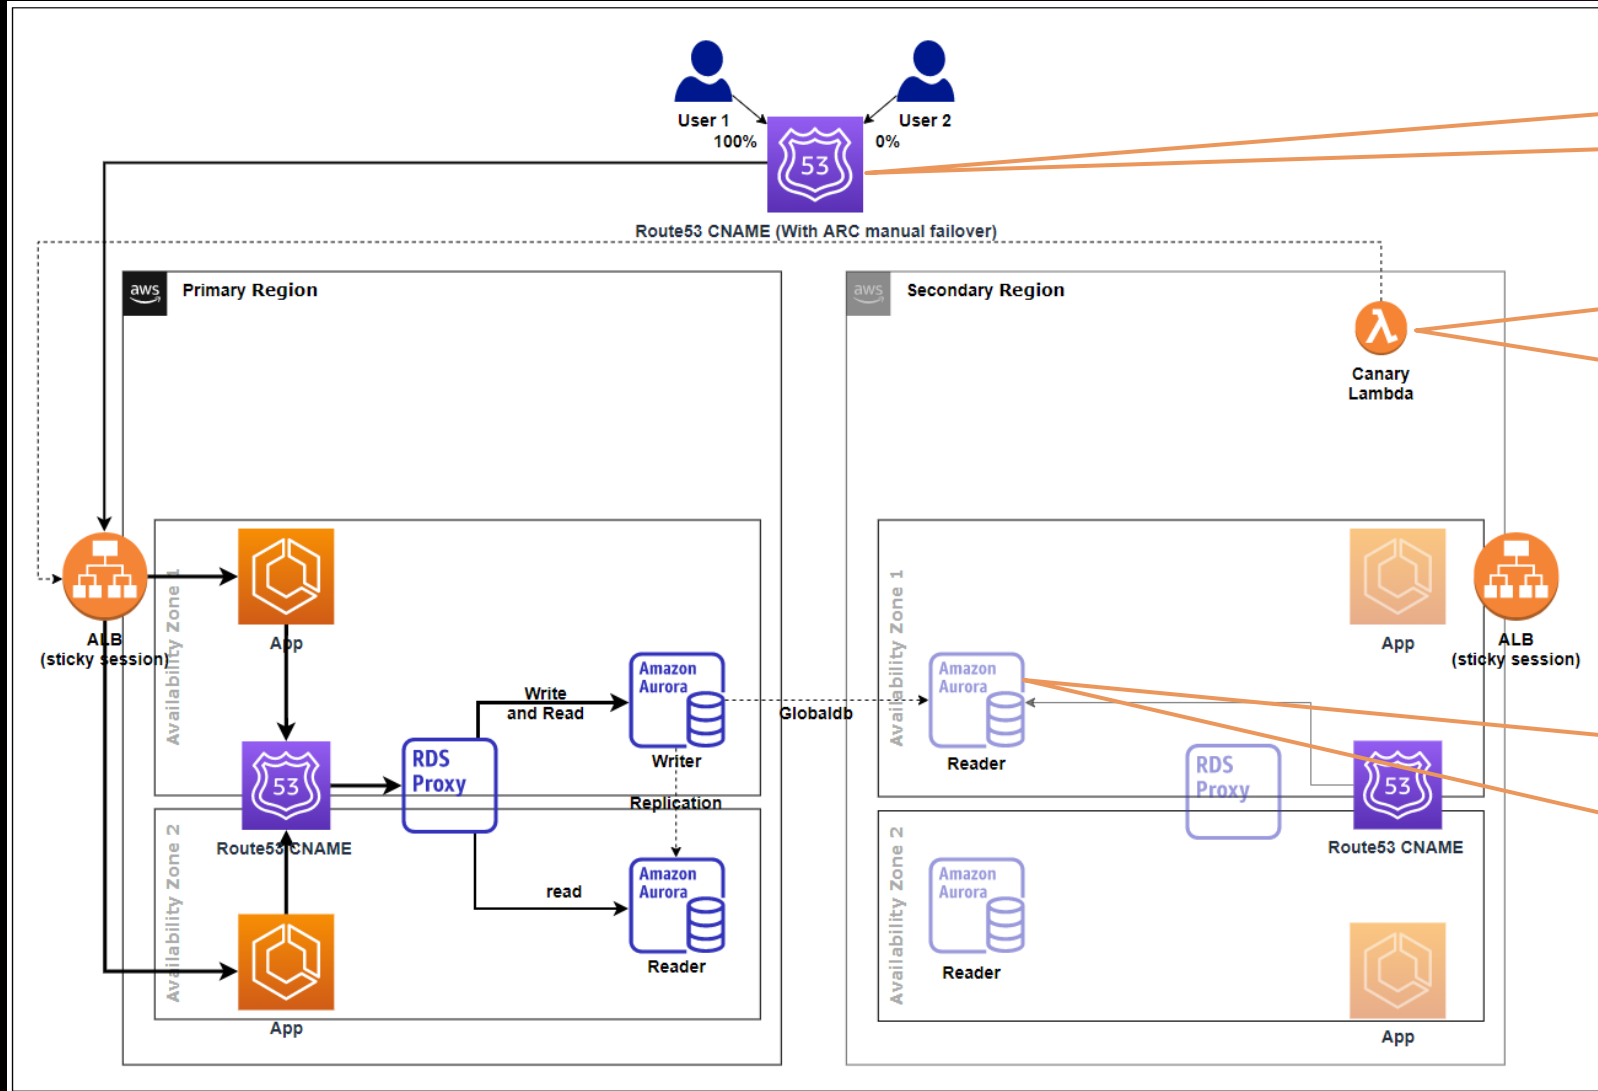 User 1
User 2
100%
0%
53
Route53 CNAME (With ARC manual failover)
aws
Primary Region
aws
Secondary Region
λ
Canary
Lambda
Availability Zone 1
App
ALB
(sticky session)
Write
and Read
Amazon
Aurora
Writer
Globaldb
RDS
Proxy
53
Route53 CNAME
Replication
Availability Zone 2
read
Amazon
Aurora
Reader
App
Availability Zone 1
App
ALB
(sticky session)
Amazon
Aurora
Reader
RDS
Proxy
53
Route53 CNAME
Availability Zone 2
Amazon
Aurora
Reader
App